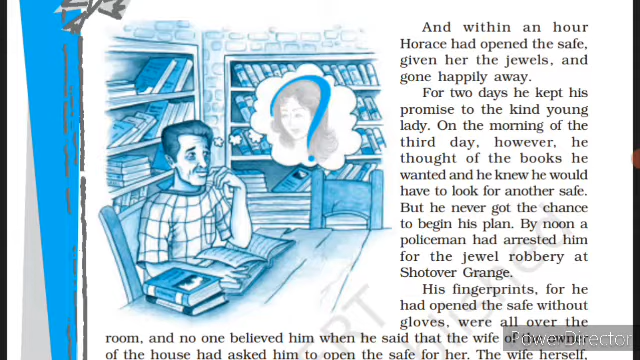 And within an hour
Horace had opened the safe,
given her the jewels, and
gone happily away.
For two days he kept his
promise to the kind young
lady. On the morning of the
third day, however, he
thought of the books he
wanted and he knew he would
have to look for another safe.
But he never got the chance
to begin his plan. By noon a
policeman had arrested him
for the jewel robbery at
Shotover Grange.
His fingerprints, for he
had opened the safe without
gloves, were all over the
room, and no one believed him when he said that the wife of the owner
of the house had asked him to open the safe for her. The wife herself,
Made with KINEMASTER
?